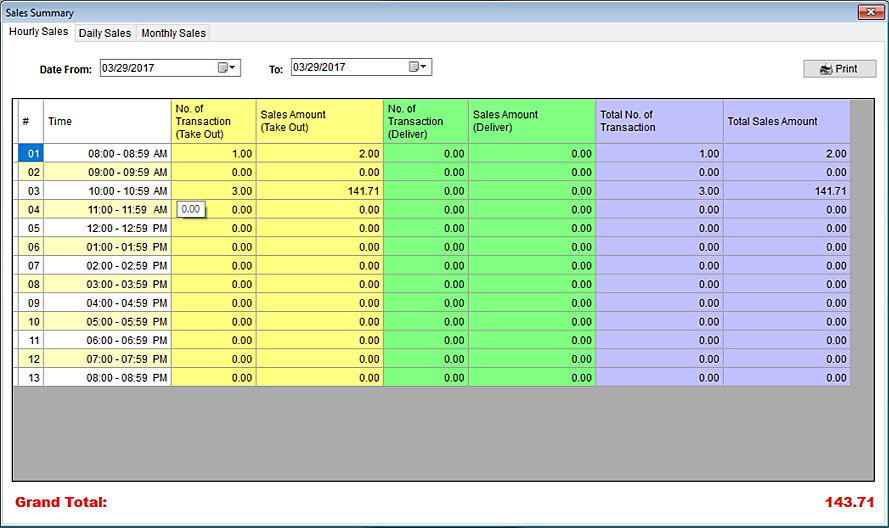 Sales Summary
Hourly Sales Daily Sales Monthly Sales
Date From: 03/29/2017 To: 03/29/2017 Print
# Time No. of Transaction (Take Out) Sales Amount (Take Out) No. of Transaction (Deliver) Sales Amount (Deliver) Total No. of Transaction Total Sales Amount
01 08:00 - 08:59 AM 1.00 2.00 0.00 0.00 1.00 2.00
02 09:00 - 09:59 AM 0.00 0.00 0.00 0.00 0.00 0.00
03 10:00 - 10:59 AM 3.00 141.71 0.00 0.00 3.00 141.71
04 11:00 - 11:59 AM 0.00 0.00 0.00 0.00 0.00 0.00 0.00
05 12:00 - 12:59 PM 0.00 0.00 0.00 0.00 0.00 0.00
06 01:00 - 01:59 PM 0.00 0.00 0.00 0.00 0.00 0.00
07 02:00 - 02:59 PM 0.00 0.00 0.00 0.00 0.00 0.00
08 03:00 - 03:59 PM 0.00 0.00 0.00 0.00 0.00 0.00
09 04:00 - 04:59 PM 0.00 0.00 0.00 0.00 0.00 0.00
10 05:00 - 05:59 PM 0.00 0.00 0.00 0.00 0.00 0.00
11 06:00 - 06:59 PM 0.00 0.00 0.00 0.00 0.00 0.00
12 07:00 - 07:59 PM 0.00 0.00 0.00 0.00 0.00 0.00
13 08:00 - 08:59 PM 0.00 0.00 0.00 0.00 0.00 0.00
Grand Total: 143.71